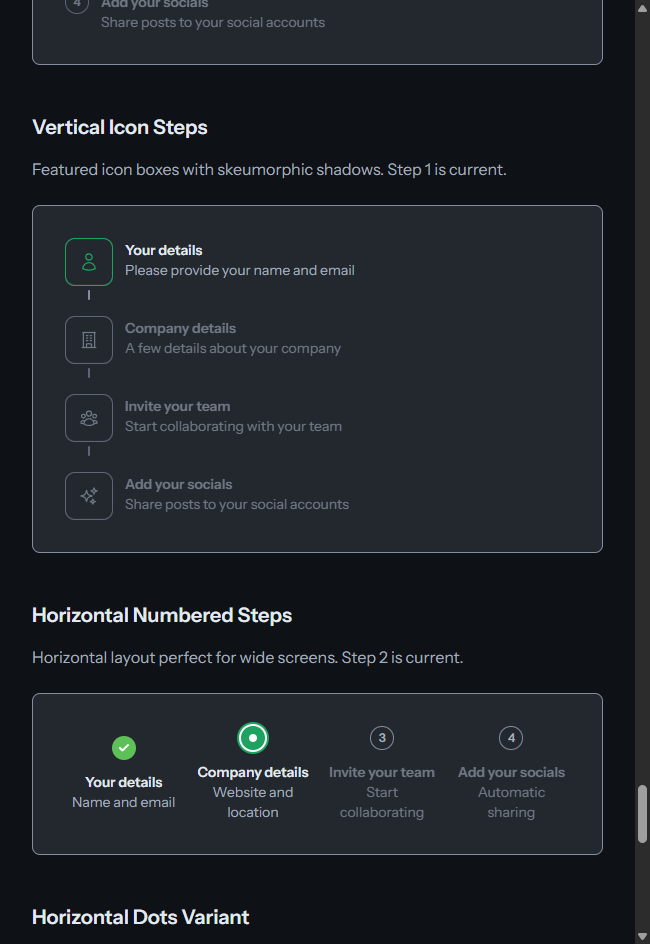 4
Add your socials
Share posts to your social accounts
Vertical Icon Steps
Featured icon boxes with skeumorphic shadows. Step 1 is current.
Your details
Please provide your name and email
Company details
A few details about your company
Invite your team
Start collaborating with your team
Add your socials
Share posts to your social accounts
Horizontal Numbered Steps
Horizontal layout perfect for wide screens. Step 2 is current.
Your details
Name and email
Company details
Website and
location
3
Invite your team
Start
collaborating
4
Add your socials
Automatic
sharing
Horizontal Dots Variant